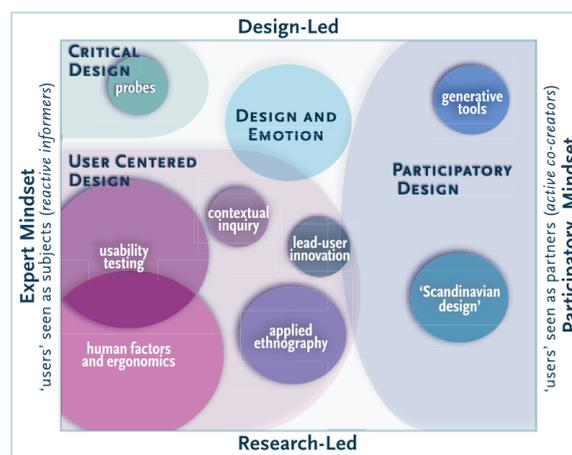 Design-Led
CRITICAL
DESIGN
probes
DESIGN AND
EMOTION
generative
tools
USER CENTERED
DESIGN
PARTICIPATORY
DESIGN
contextual
inquiry
lead-user
innovation
usability
testing
'Scandinavian
design'
applied
ethnography
human factors
and ergonomics
Research-Led
Expert Mindset
'users' seen as subjects (reactive informers)
'users' seen as partners (active co-creators)
Participatory Mindset